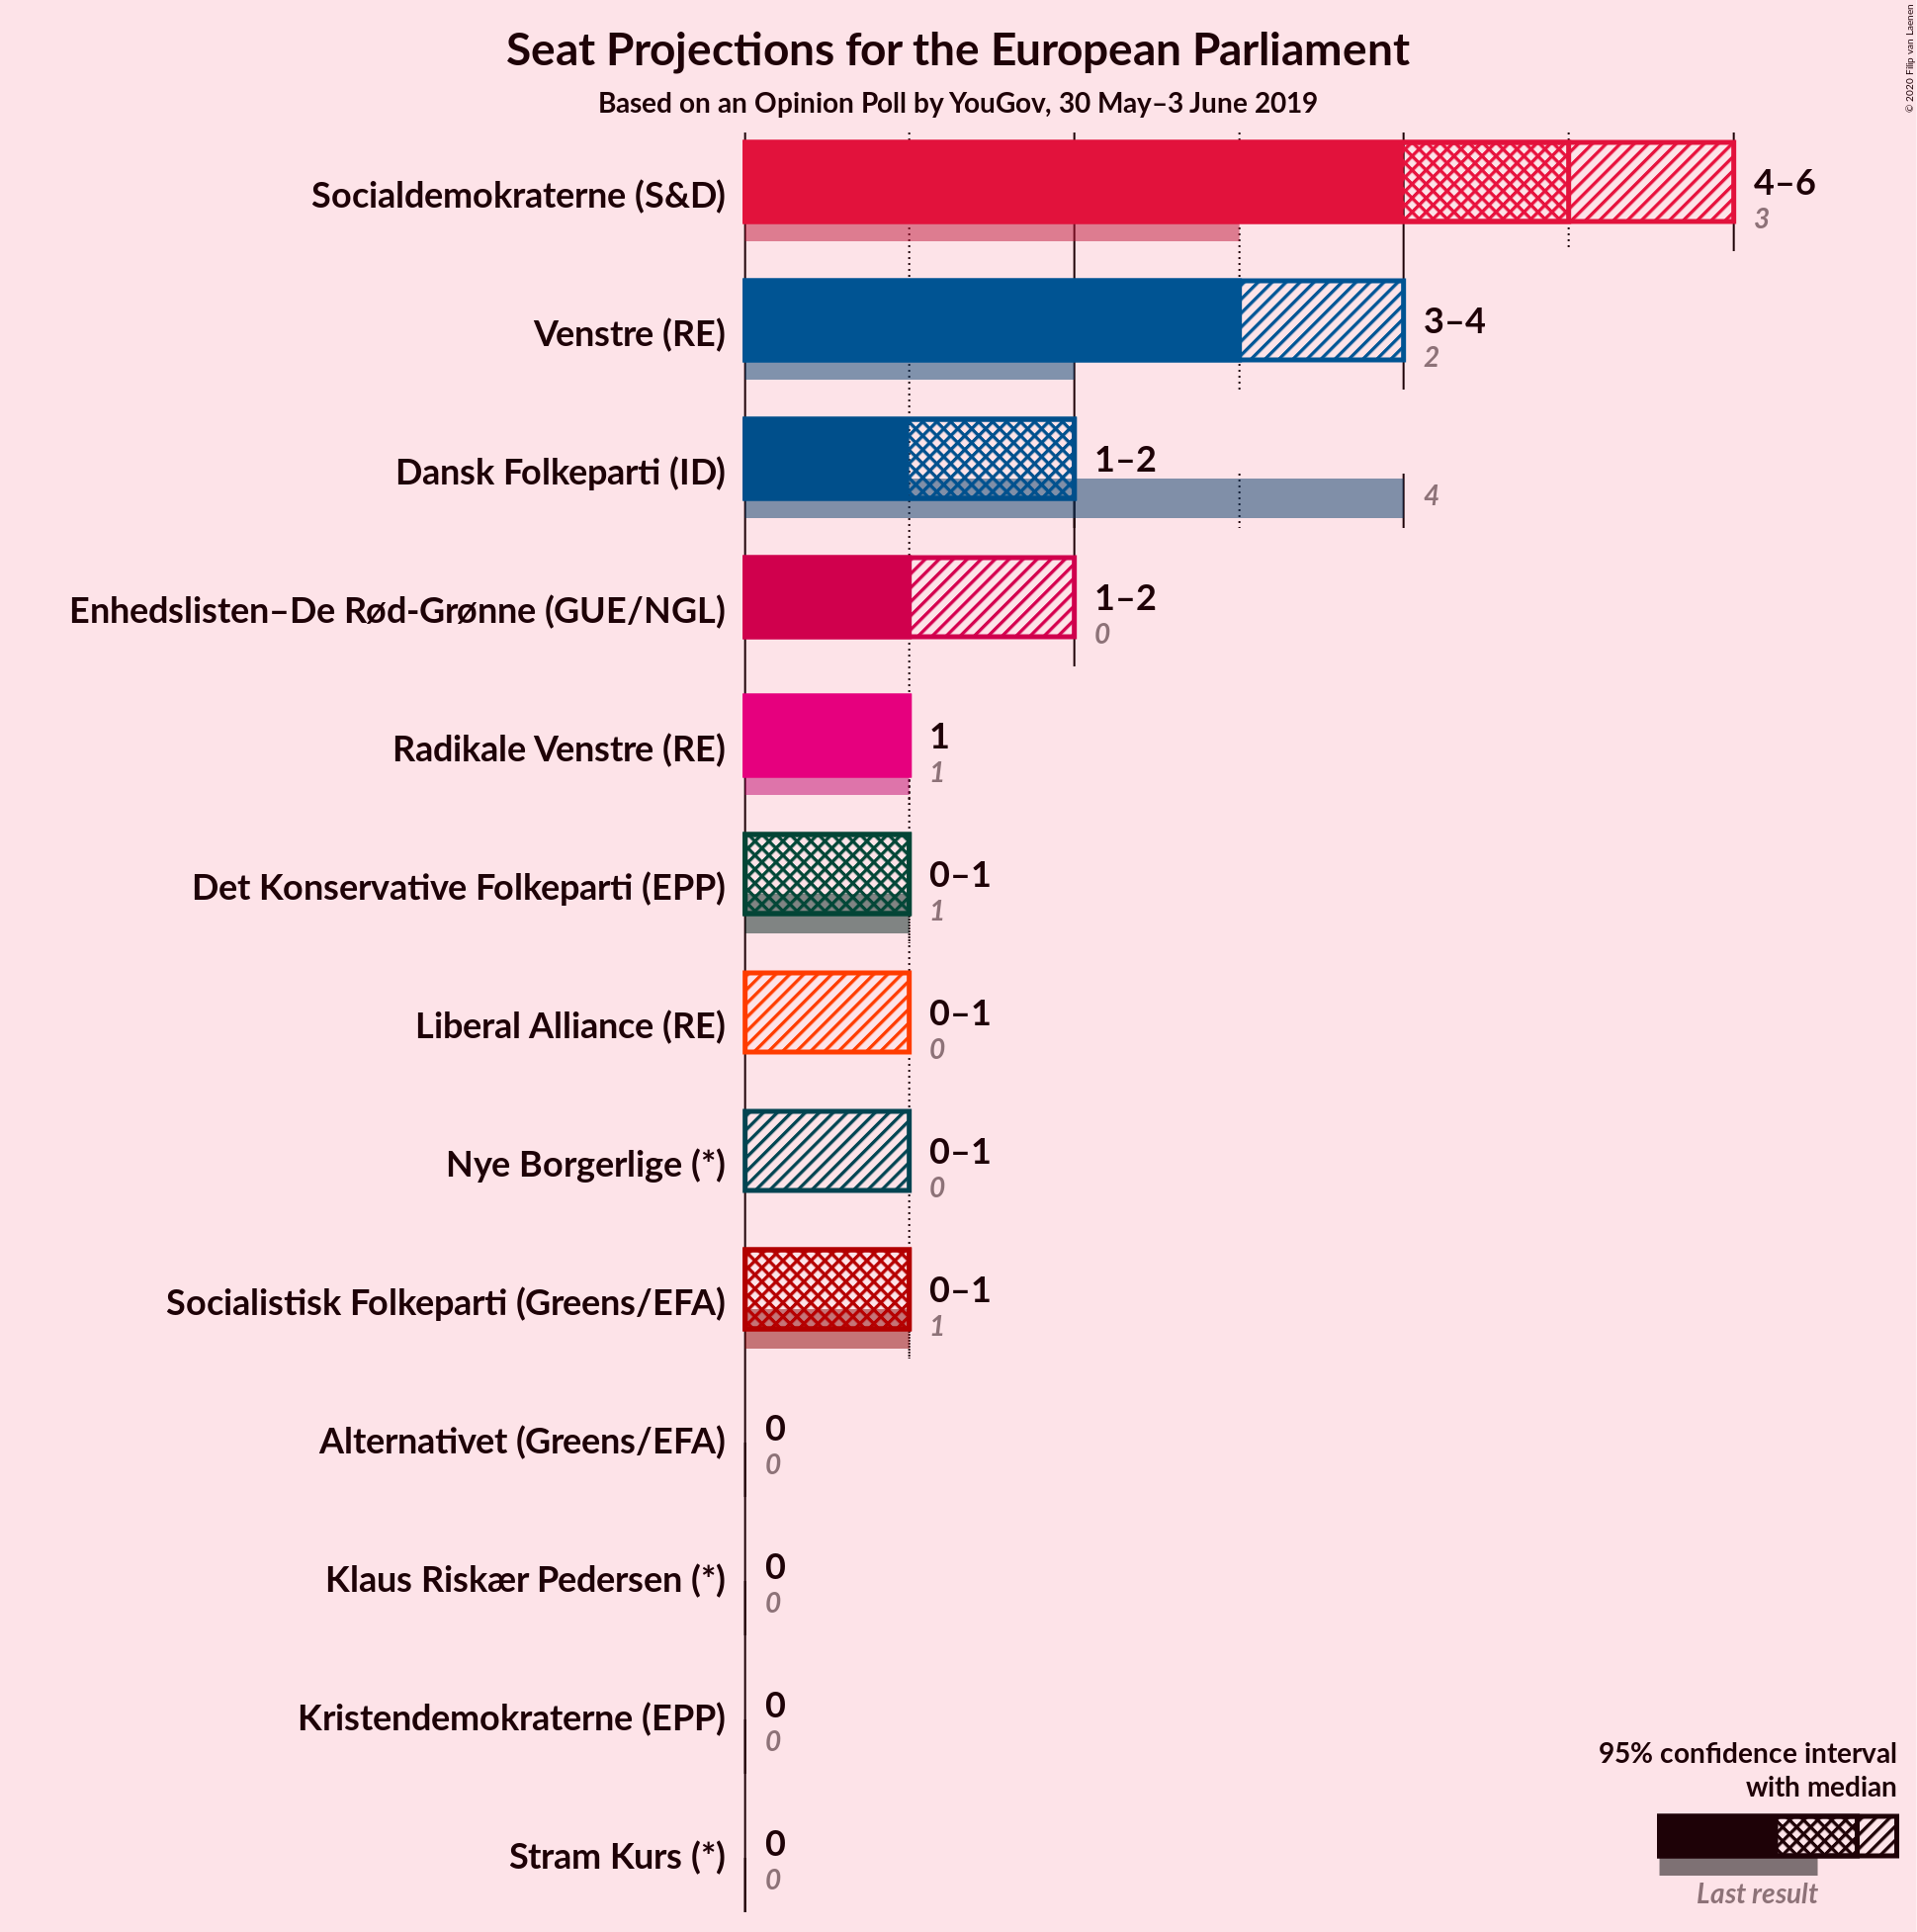 Seat Projections for the European Parliament
Based on an Opinion Poll by YouGov, 30 May–3 June 2019
© 2020 Filip van Laenen
Socialdemokraterne (S&D)
4–6
3
Venstre (RE)
3–4
2
Dansk Folkeparti (ID)
1–2
4
Enhedslisten–De Rød-Grønne (GUE/NGL)
1–2
0
Radikale Venstre (RE)
1
1
Det Konservative Folkeparti (EPP)
0–1
1
Liberal Alliance (RE)
0–1
0
Nye Borgerlige (*)
0–1
0
Socialistisk Folkeparti (Greens/EFA)
0–1
1
Alternativet (Greens/EFA)
0
0
Klaus Riskær Pedersen (*)
0
0
Kristendemokraterne (EPP)
0
0
Stram Kurs (*)
0
0
95% confidence interval
with median
Last result